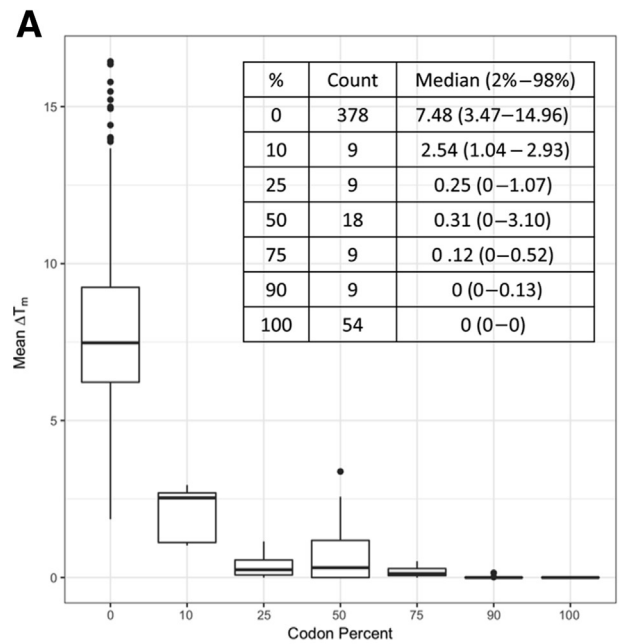 A
% Count Median (2%−98%)
0 378 7.48 (3.47−14.96)
10 9 2.54 (1.04 − 2.93)
25 9 0.25 (0−1.07)
50 18 0.31 (0−3.10)
75 9 0 .12 (0−0.52)
90 9 0 (0−0.13)
100 54 0 (0−0)
15
10
5
0
Mean ΔTm
0 10 25 50 75 90 100
Codon Percent